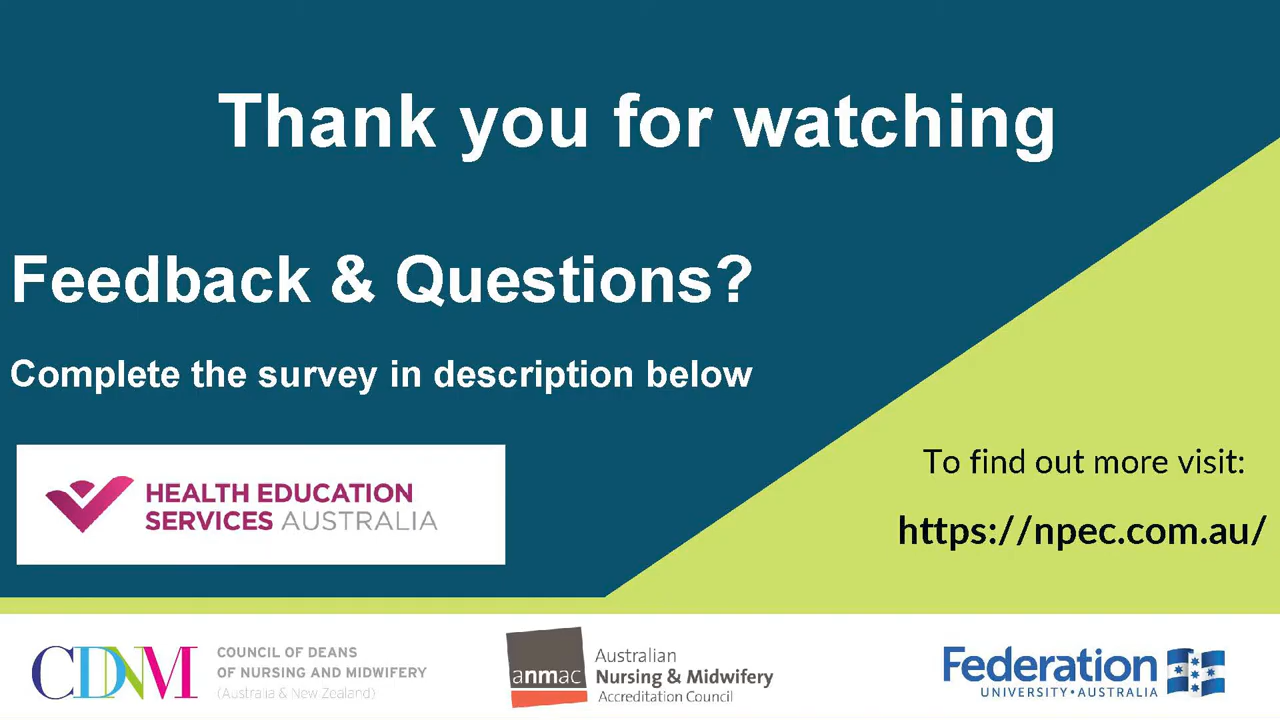 Thank you for watching
Feedback & Questions?
Complete the survey in description below
HEALTH EDUCATION
SERVICES AUSTRALIA
To find out more visit:
https://npec.com.au/
CDNM
COUNCIL OF DEANS
OF NURSING AND MIDWIFERY
(Australia & New Zealand)
anmac
Australian
Nursing & Midwifery
Accreditation Council
Federation
UNIVERSITY • AUSTRALIA